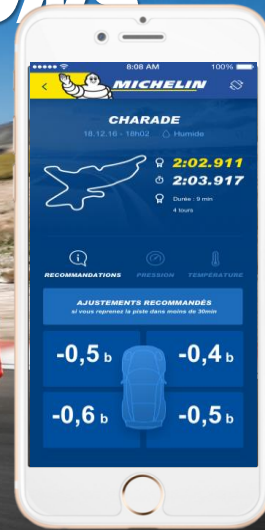 8:08 AM 100%
MICHELIN
CHARADE
18.12.16 - 18h02 Humide
2:02.911
2:03.917
Durée : 9 min
4 tours
RECOMMANDATIONS PRESSION TEMPÉRATURE
AJUSTEMENTS RECOMMANDÉS
si vous reprenez la piste dans moins de 30min
-0,5 b -0,4 b
-0,6 b -0,5 b